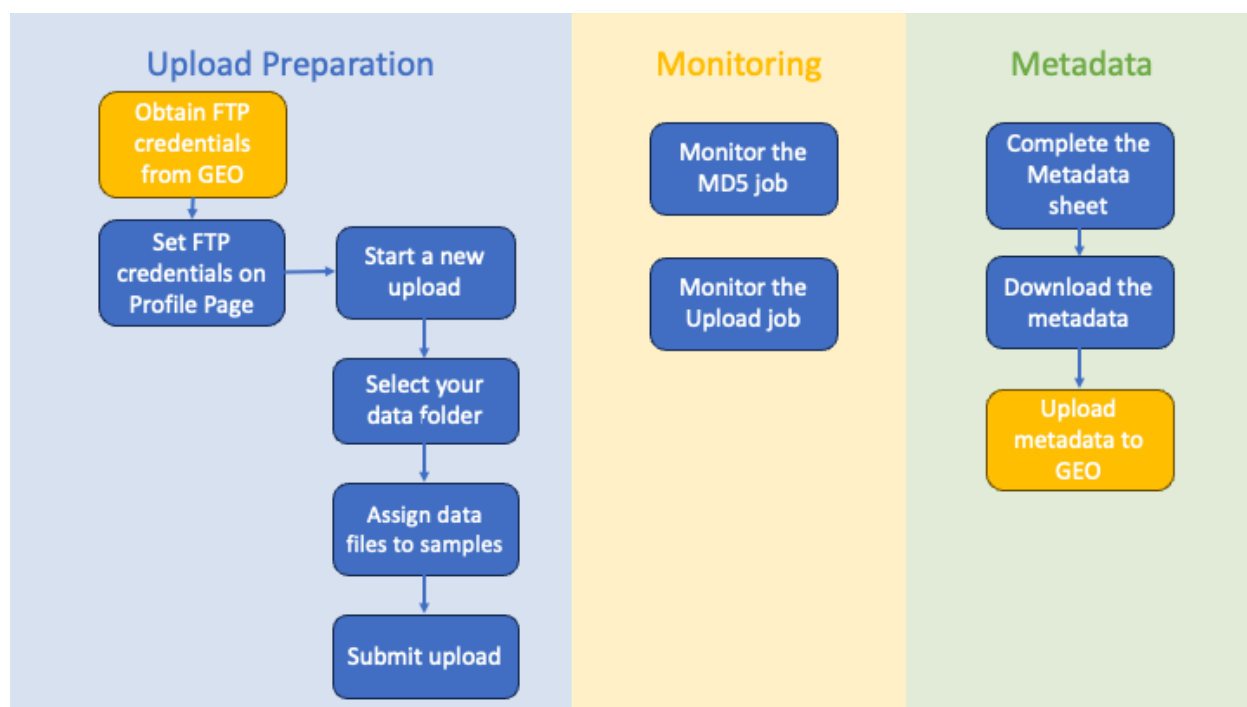 Upload Preparation
Obtain FTP
credentials
from GEO
Set FTP
credentials on
Profile Page
Start a new
upload
Select your
data folder
Assign data
files to samples
Submit upload
Monitoring
Monitor the
MD5 job
Monitor the
Upload job
Metadata
Complete the
Metadata
sheet
Download the
metadata
Upload
metadata to
GEO